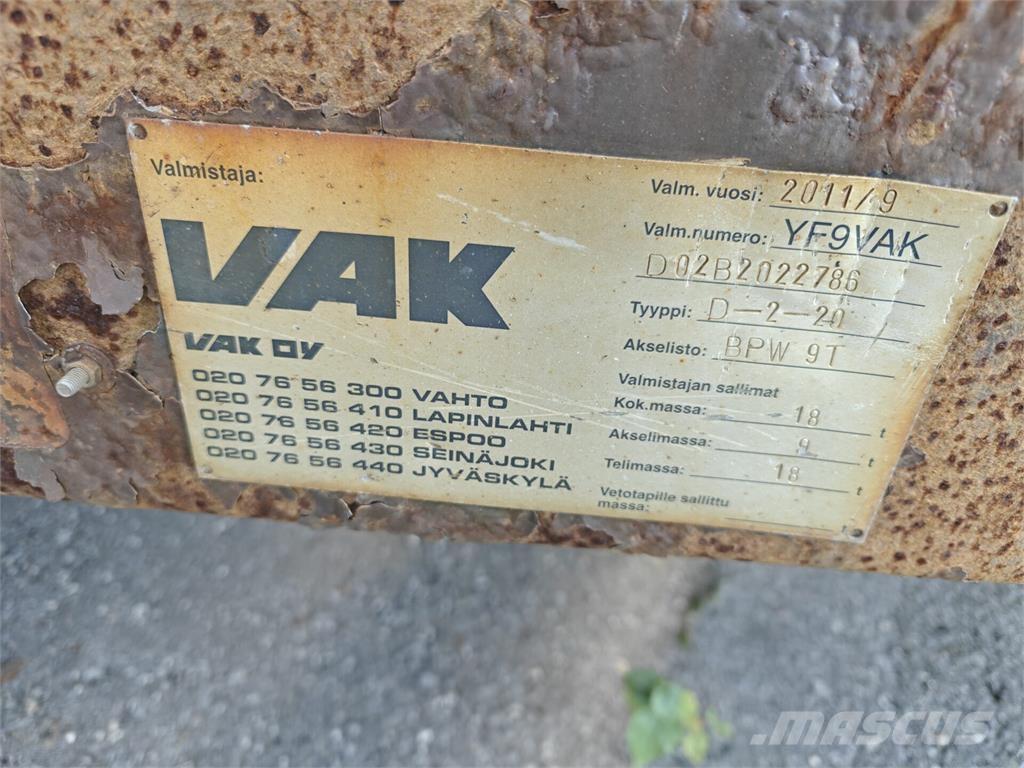 Valmistaja:
VAK
VAK OY
020 76 56 300 VAHTO
020 76 56 410 LAPINLAHTI
020 76 56 420 ESPOO
020 76 56 430 SEINÄJOKI
020 76 56 440 JYVÄSKYLÄ
Valm. vuosi: 2011/9
Valm.numero: YF9VAK
D02B2022786
Tyyppi: D-2-20
Akselisto: BPW 9T
Valmistajan sallimat
Kok.massa: 18 t
Akselimassa: 9 t
Telimassa: 18 t
Vetotapille sallittu
massa: t
MASCUS